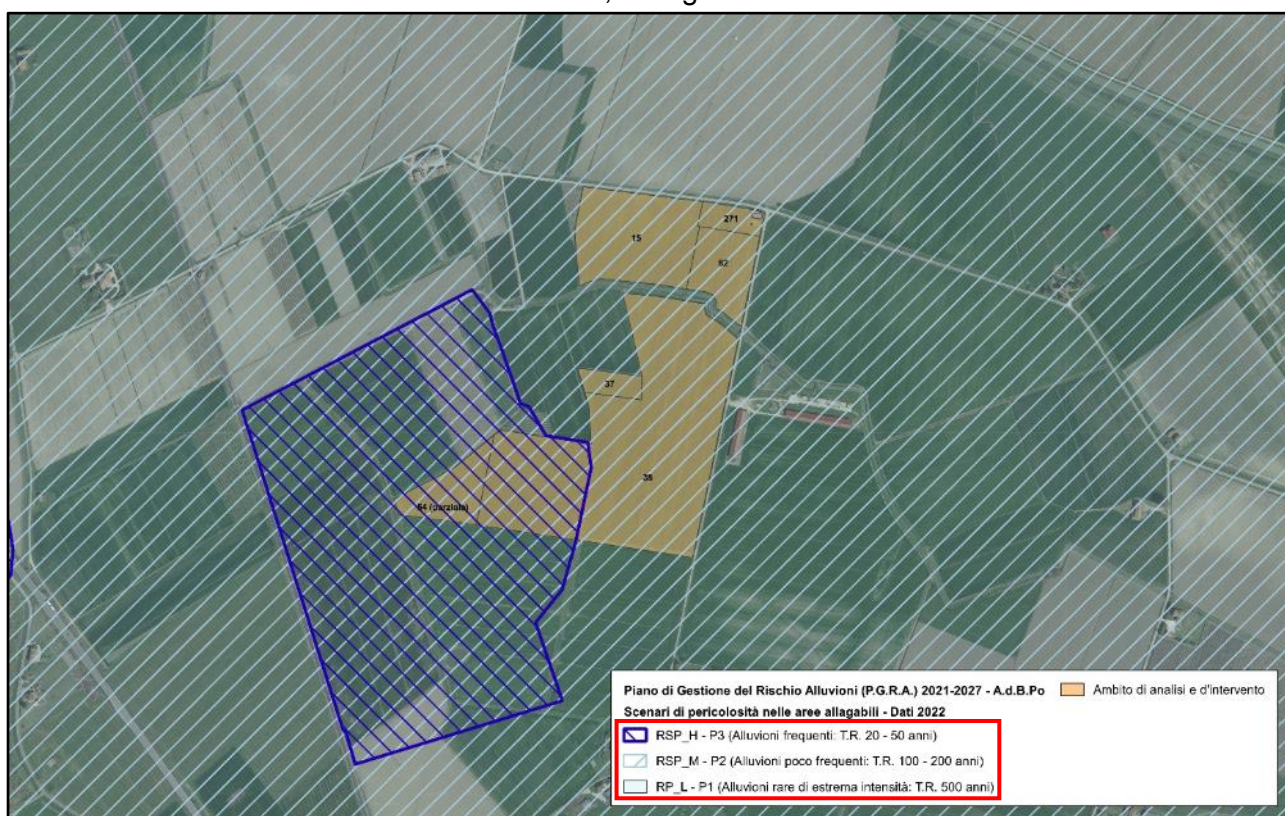 271
15
62
37
38
64 (parziale)
Piano di Gestione del Rischio Alluvioni (P.G.R.A.) 2021-2027 - A.d.B.Po
Ambito di analisi e d'intervento
Scenari di pericolosità nelle aree allagabili - Dati 2022
RSP_H - P3 (Alluvioni frequenti: T.R. 20 - 50 anni)
RSP_M - P2 (Alluvioni poco frequenti: T.R. 100 - 200 anni)
RP_L - P1 (Alluvioni rare di estrema intensità: T.R. 500 anni)